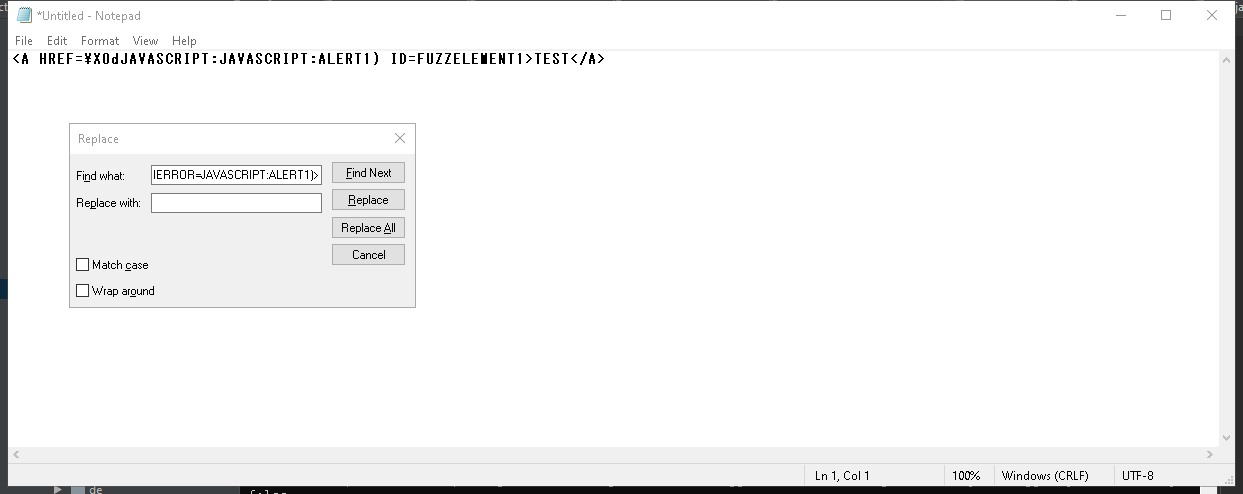 *Untitled - Notepad
File Edit Format View Help
<A HREF=¥X0dJAVASCRIPT:JAVASCRIPT:ALERT1) ID=FUZZELEMENT1>TEST</A>
Replace
Find what: IERROR=JAVASCRIPT:ALERT1)> Find Next
Replace with: Replace
Replace All
Match case Cancel
Wrap around
Ln 1, Col 1 100% Windows (CRLF) UTF-8
de